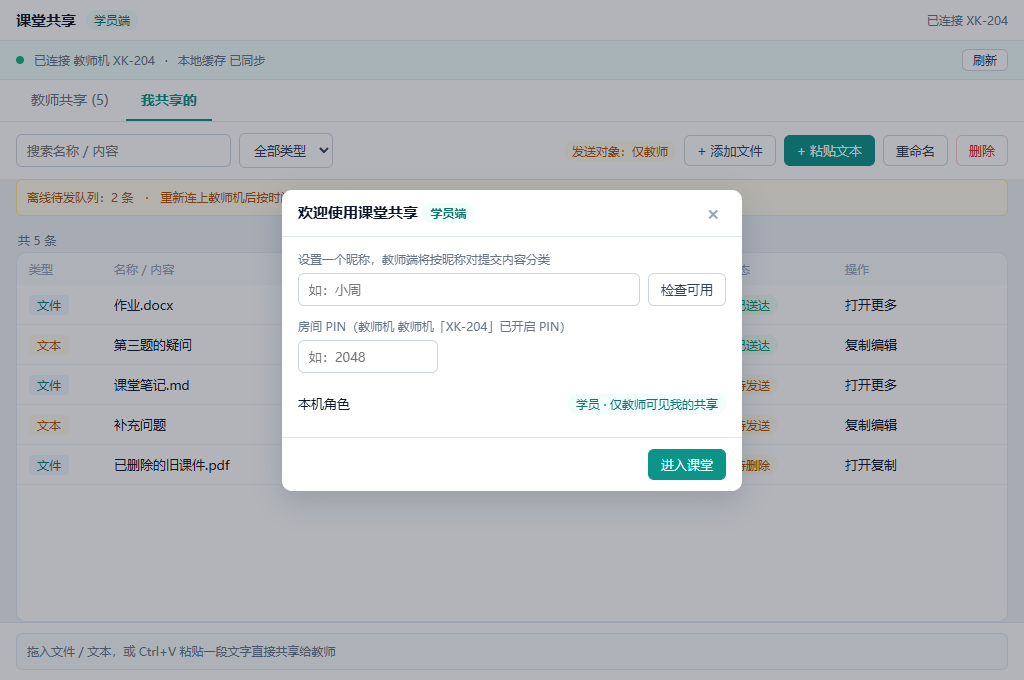 课堂共享 学员端 已连接 XK-204
已连接 教师机 XK-204 · 本地缓存 已同步 刷新
教师共享 (5) 我共享的
搜索名称 / 内容 全部类型 发送对象：仅教师 + 添加文件 + 粘贴文本 重命名 删除
离线待发队列：2 条 · 重新连上教师机后按时
共 5 条
类型 名称 / 内容 操作
文件 作业.docx 送达 打开更多
文本 第三题的疑问 送达 复制编辑
文件 课堂笔记.md 发送 打开更多
文本 补充问题 发送 复制编辑
文件 已删除的旧课件.pdf 删除 打开复制
欢迎使用课堂共享 学员端 ×
设置一个昵称，教师端将按昵称对提交内容分类
如：小周 检查可用
房间 PIN（教师机 教师机「XK-204」已开启 PIN）
如：2048
本机角色 学员 · 仅教师可见我的共享
进入课堂
拖入文件 / 文本，或 Ctrl+V 粘贴一段文字直接共享给教师